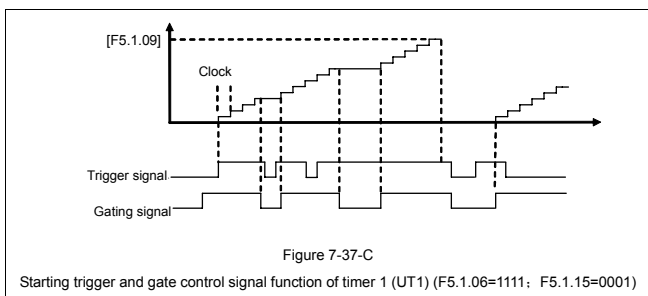 [F5.1.09]
Clock
Trigger signal
Gating signal
Figure 7-37-C
Starting trigger and gate control signal function of timer 1 (UT1) (F5.1.06=1111；F5.1.15=0001)